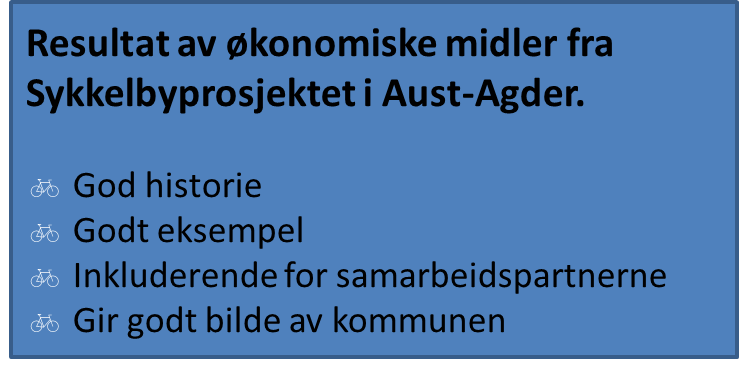 Resultat av økonomiske midler fra
Sykkelbyprosjektet i Aust-Agder.
God historie
Godt eksempel
Inkluderende for samarbeidspartnerne
Gir godt bilde av kommunen